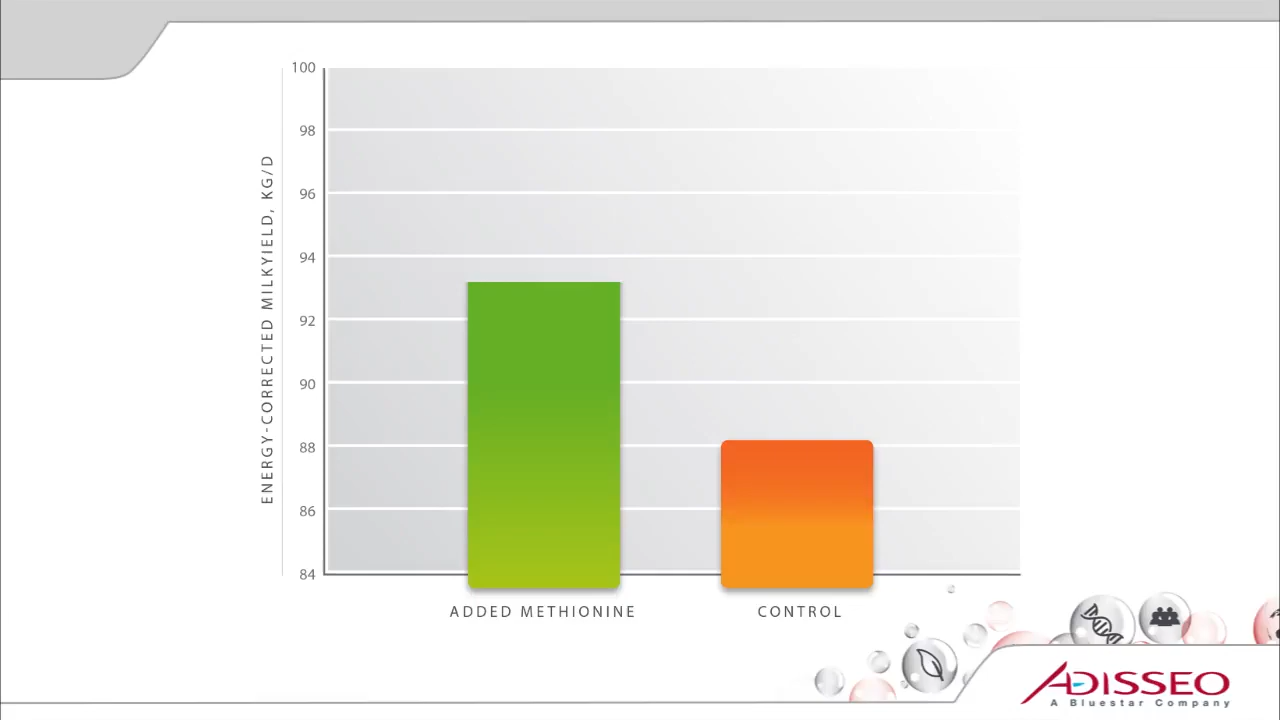 100
98
96
94
92
90
88
86
84
ENERGY-CORRECTED MILKYIELD, KG/D
ADDED METHIONINE
CONTROL
ADISSEO
A Bluestar Company